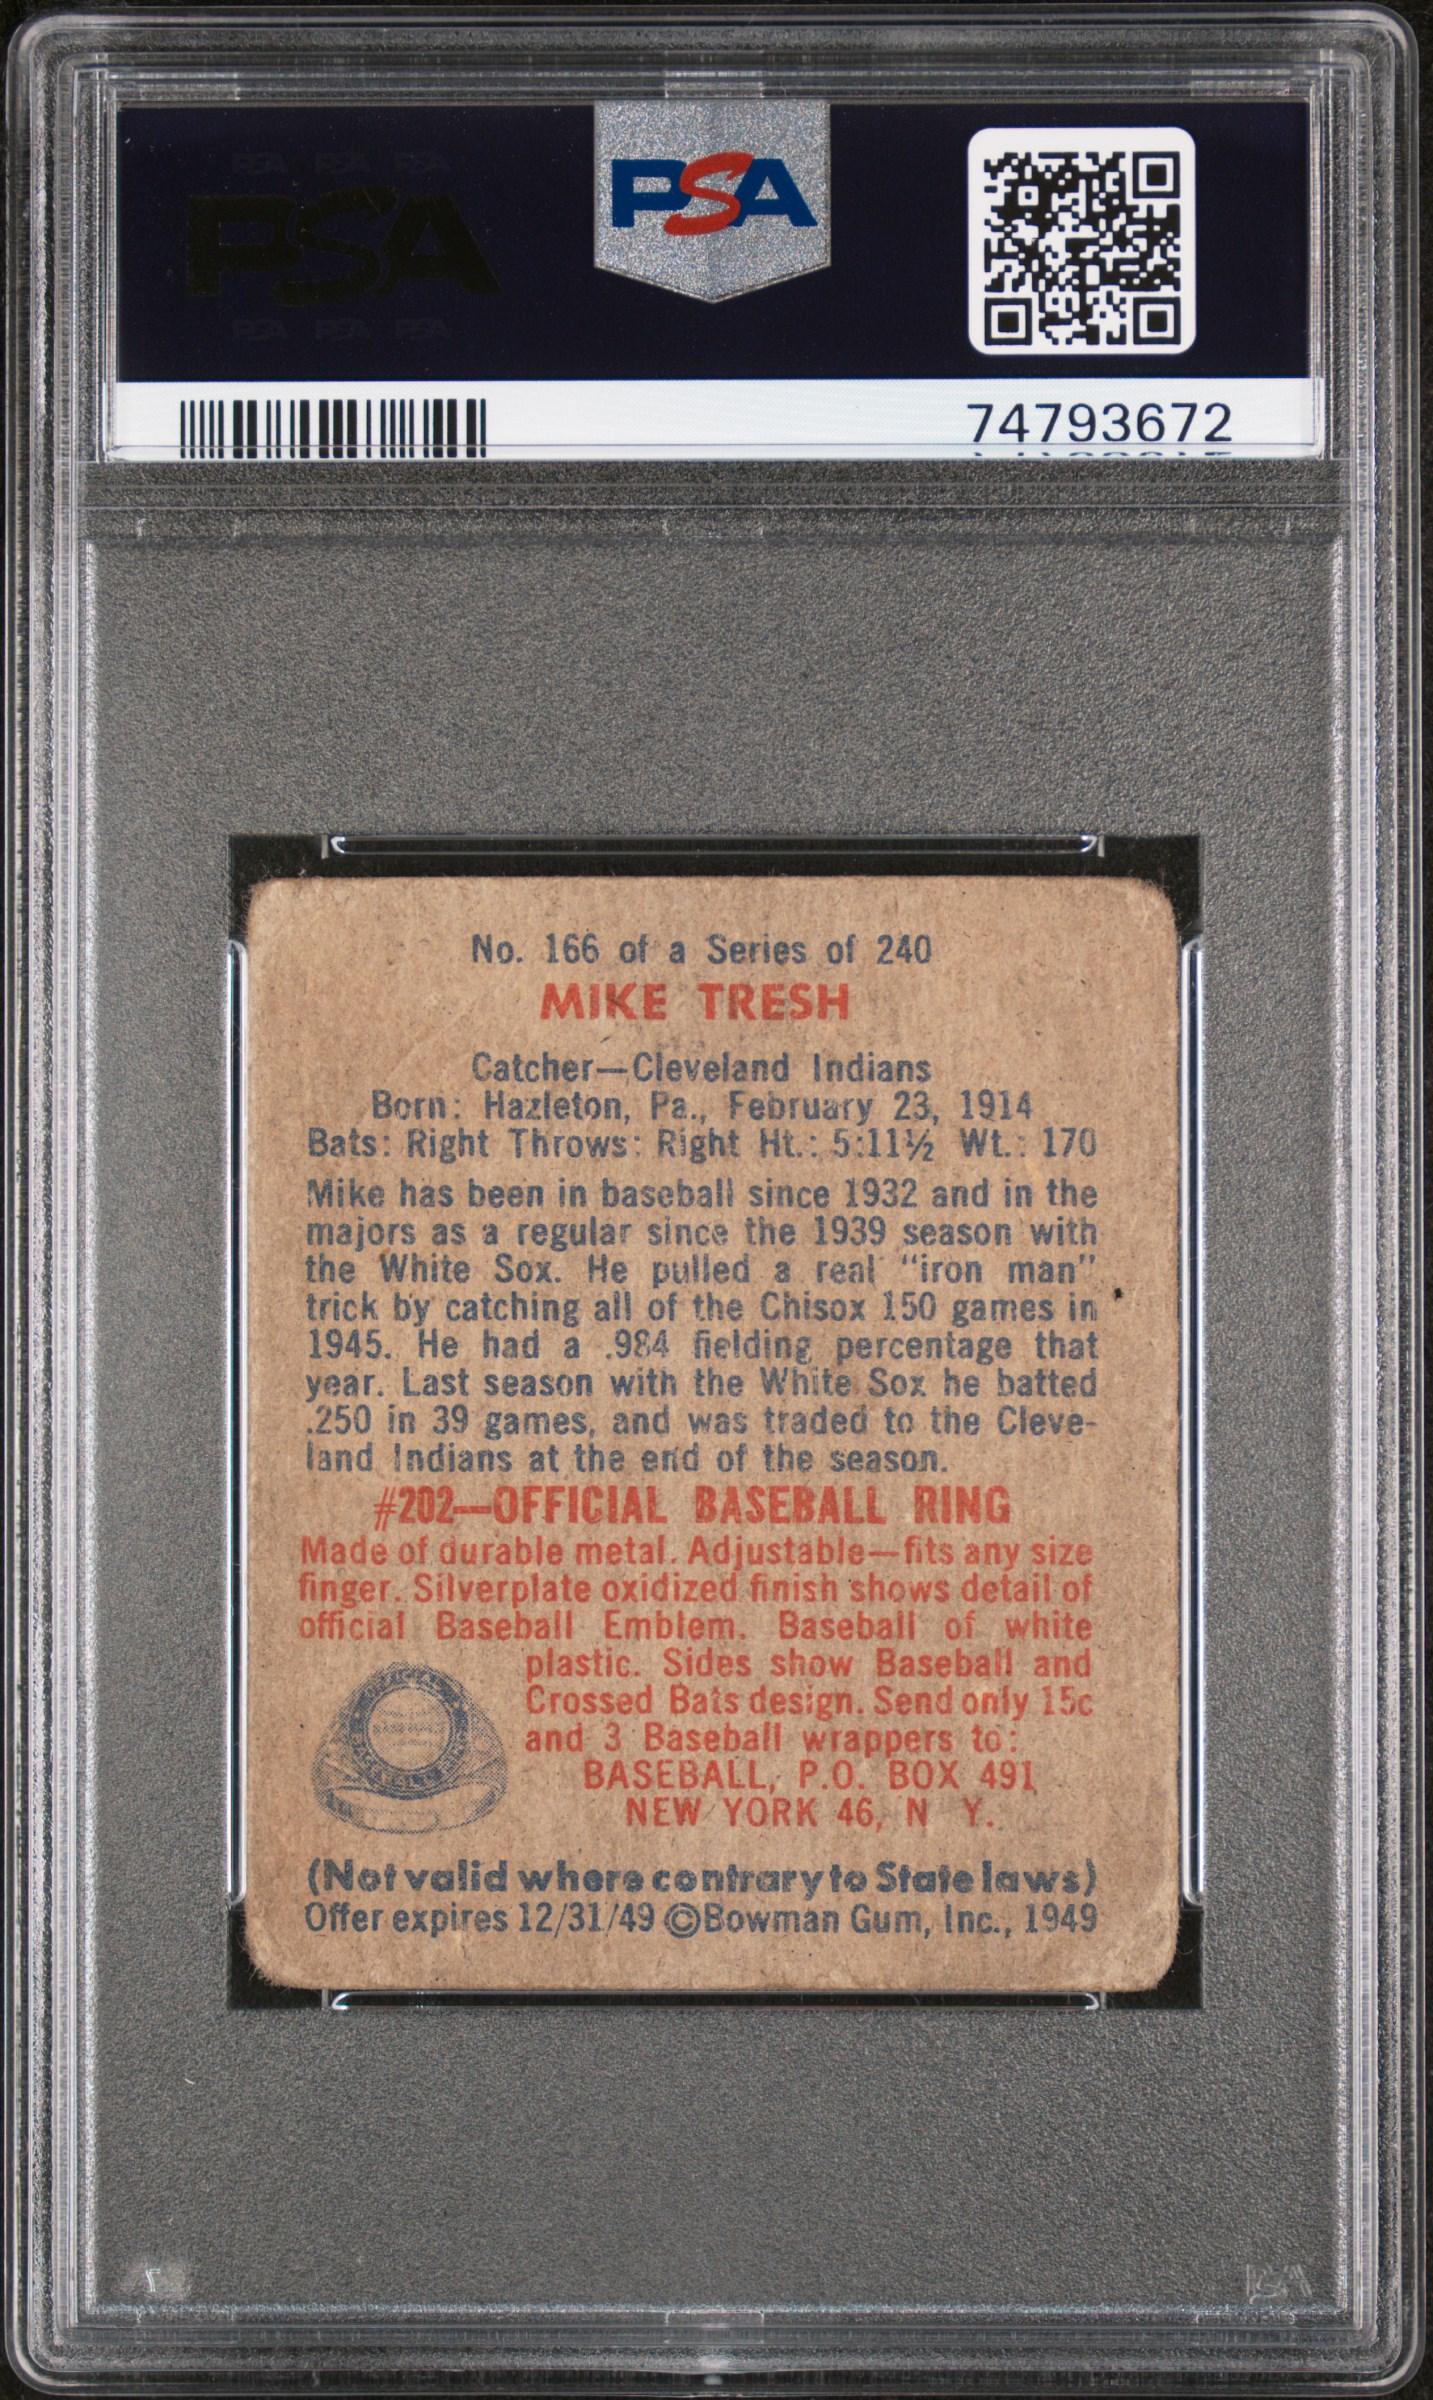 PSA PSA PSA
PSA
PSA
PSA PSA PSA
74793672
No. 166 of a Series of 240
MIKE TRESH
Catcher—Cleveland Indians
Born: Hazleton, Pa., February 23, 1914
Bats: Right Throws: Right Ht.: 5:11½ Wt.: 170
Mike has been in baseball since 1932 and in the
majors as a regular since the 1939 season with
the White Sox. He pulled a real "iron man"
trick by catching all of the Chisox 150 games in
1945. He had a .984 fielding percentage that
year. Last season with the White Sox he batted
.250 in 39 games, and was traded to the Cleve-
land Indians at the end of the season.
#202—OFFICIAL BASEBALL RING
Made of durable metal. Adjustable—fits any size
finger. Silverplate oxidized finish shows detail of
official Baseball Emblem. Baseball of white
plastic. Sides show Baseball and
Crossed Bats design. Send only 15c
and 3 Baseball wrappers to:
BASEBALL, P.O. BOX 491
NEW YORK 46, N Y.
(Not valid where contrary to State laws)
Offer expires 12/31/49 ©Bowman Gum, Inc., 1949
PSA